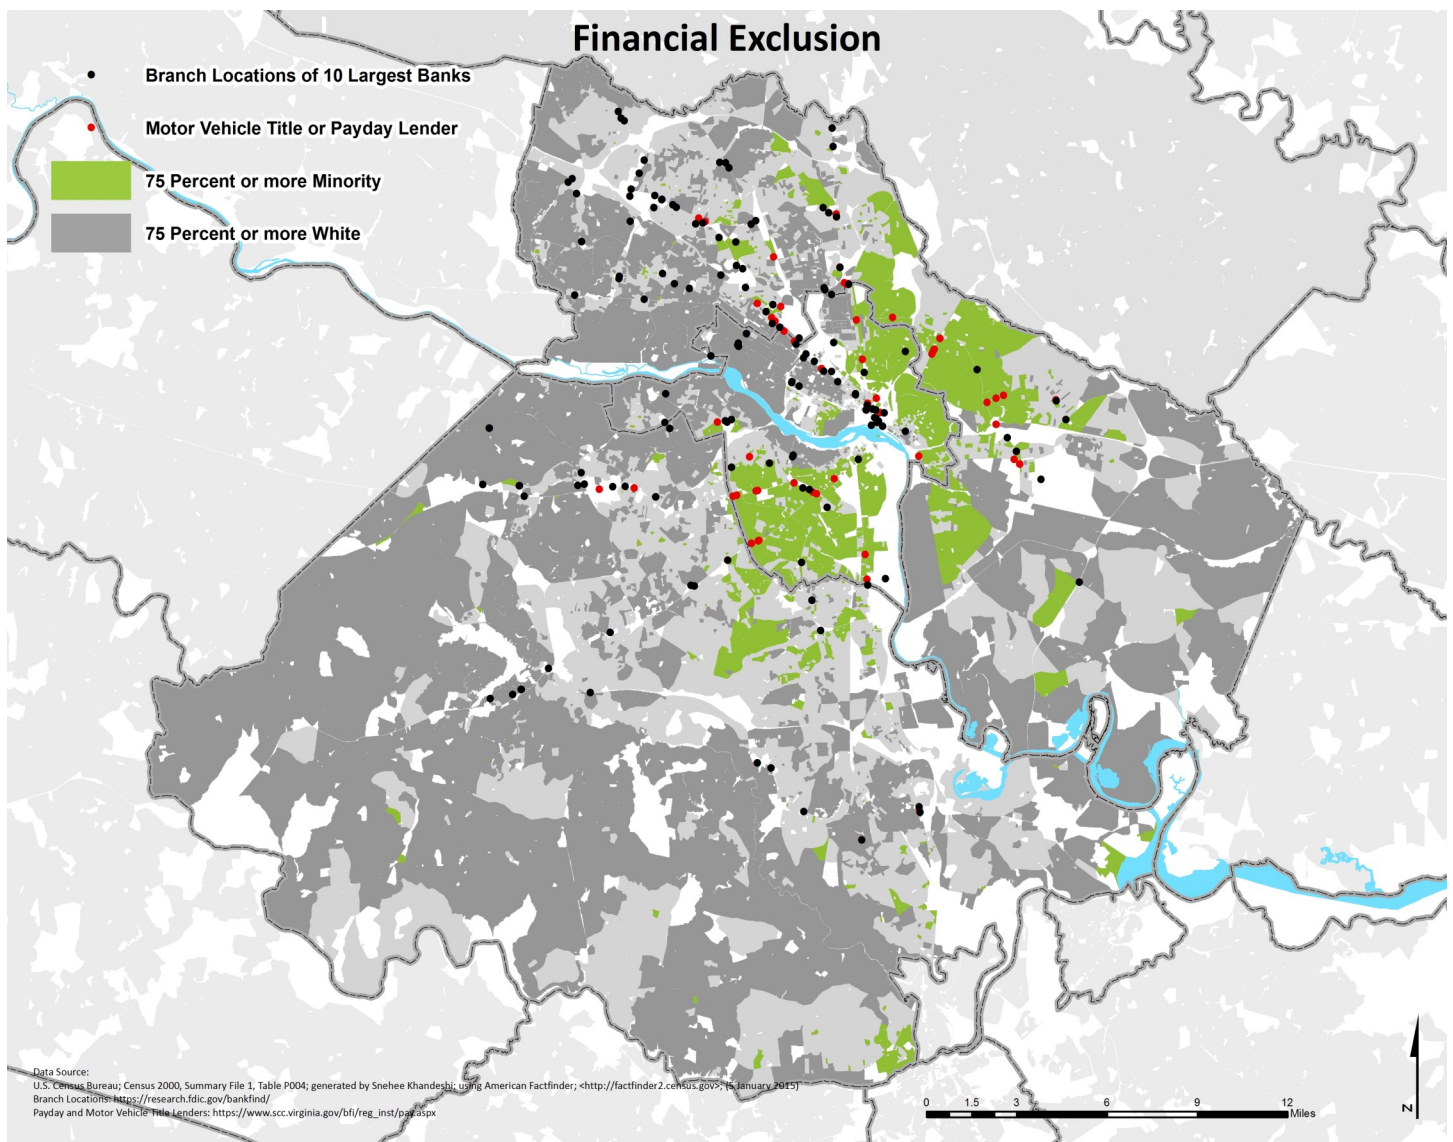 Financial Exclusion
Branch Locations of 10 Largest Banks
Motor Vehicle Title or Payday Lender
75 Percent or more Minority
75 Percent or more White
Data Source:
U.S. Census Bureau; Census 2000, Summary File 1, Table P004; generated by Snehee Khandeshi; using American Factfinder; <http://factfinder2.census.gov>; (5 January 2015)
Branch Locations: https://research.fdic.gov/bankfind/
Payday and Motor Vehicle Title Lenders: https://www.scc.virginia.gov/bfi/reg_inst/pay.aspx
0 1.5 3 6 9 12
Miles
N